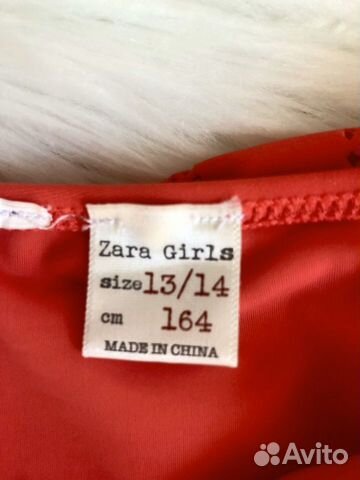 Zara Girls
size 13/14
cm 164
MADE IN CHINA
Avito